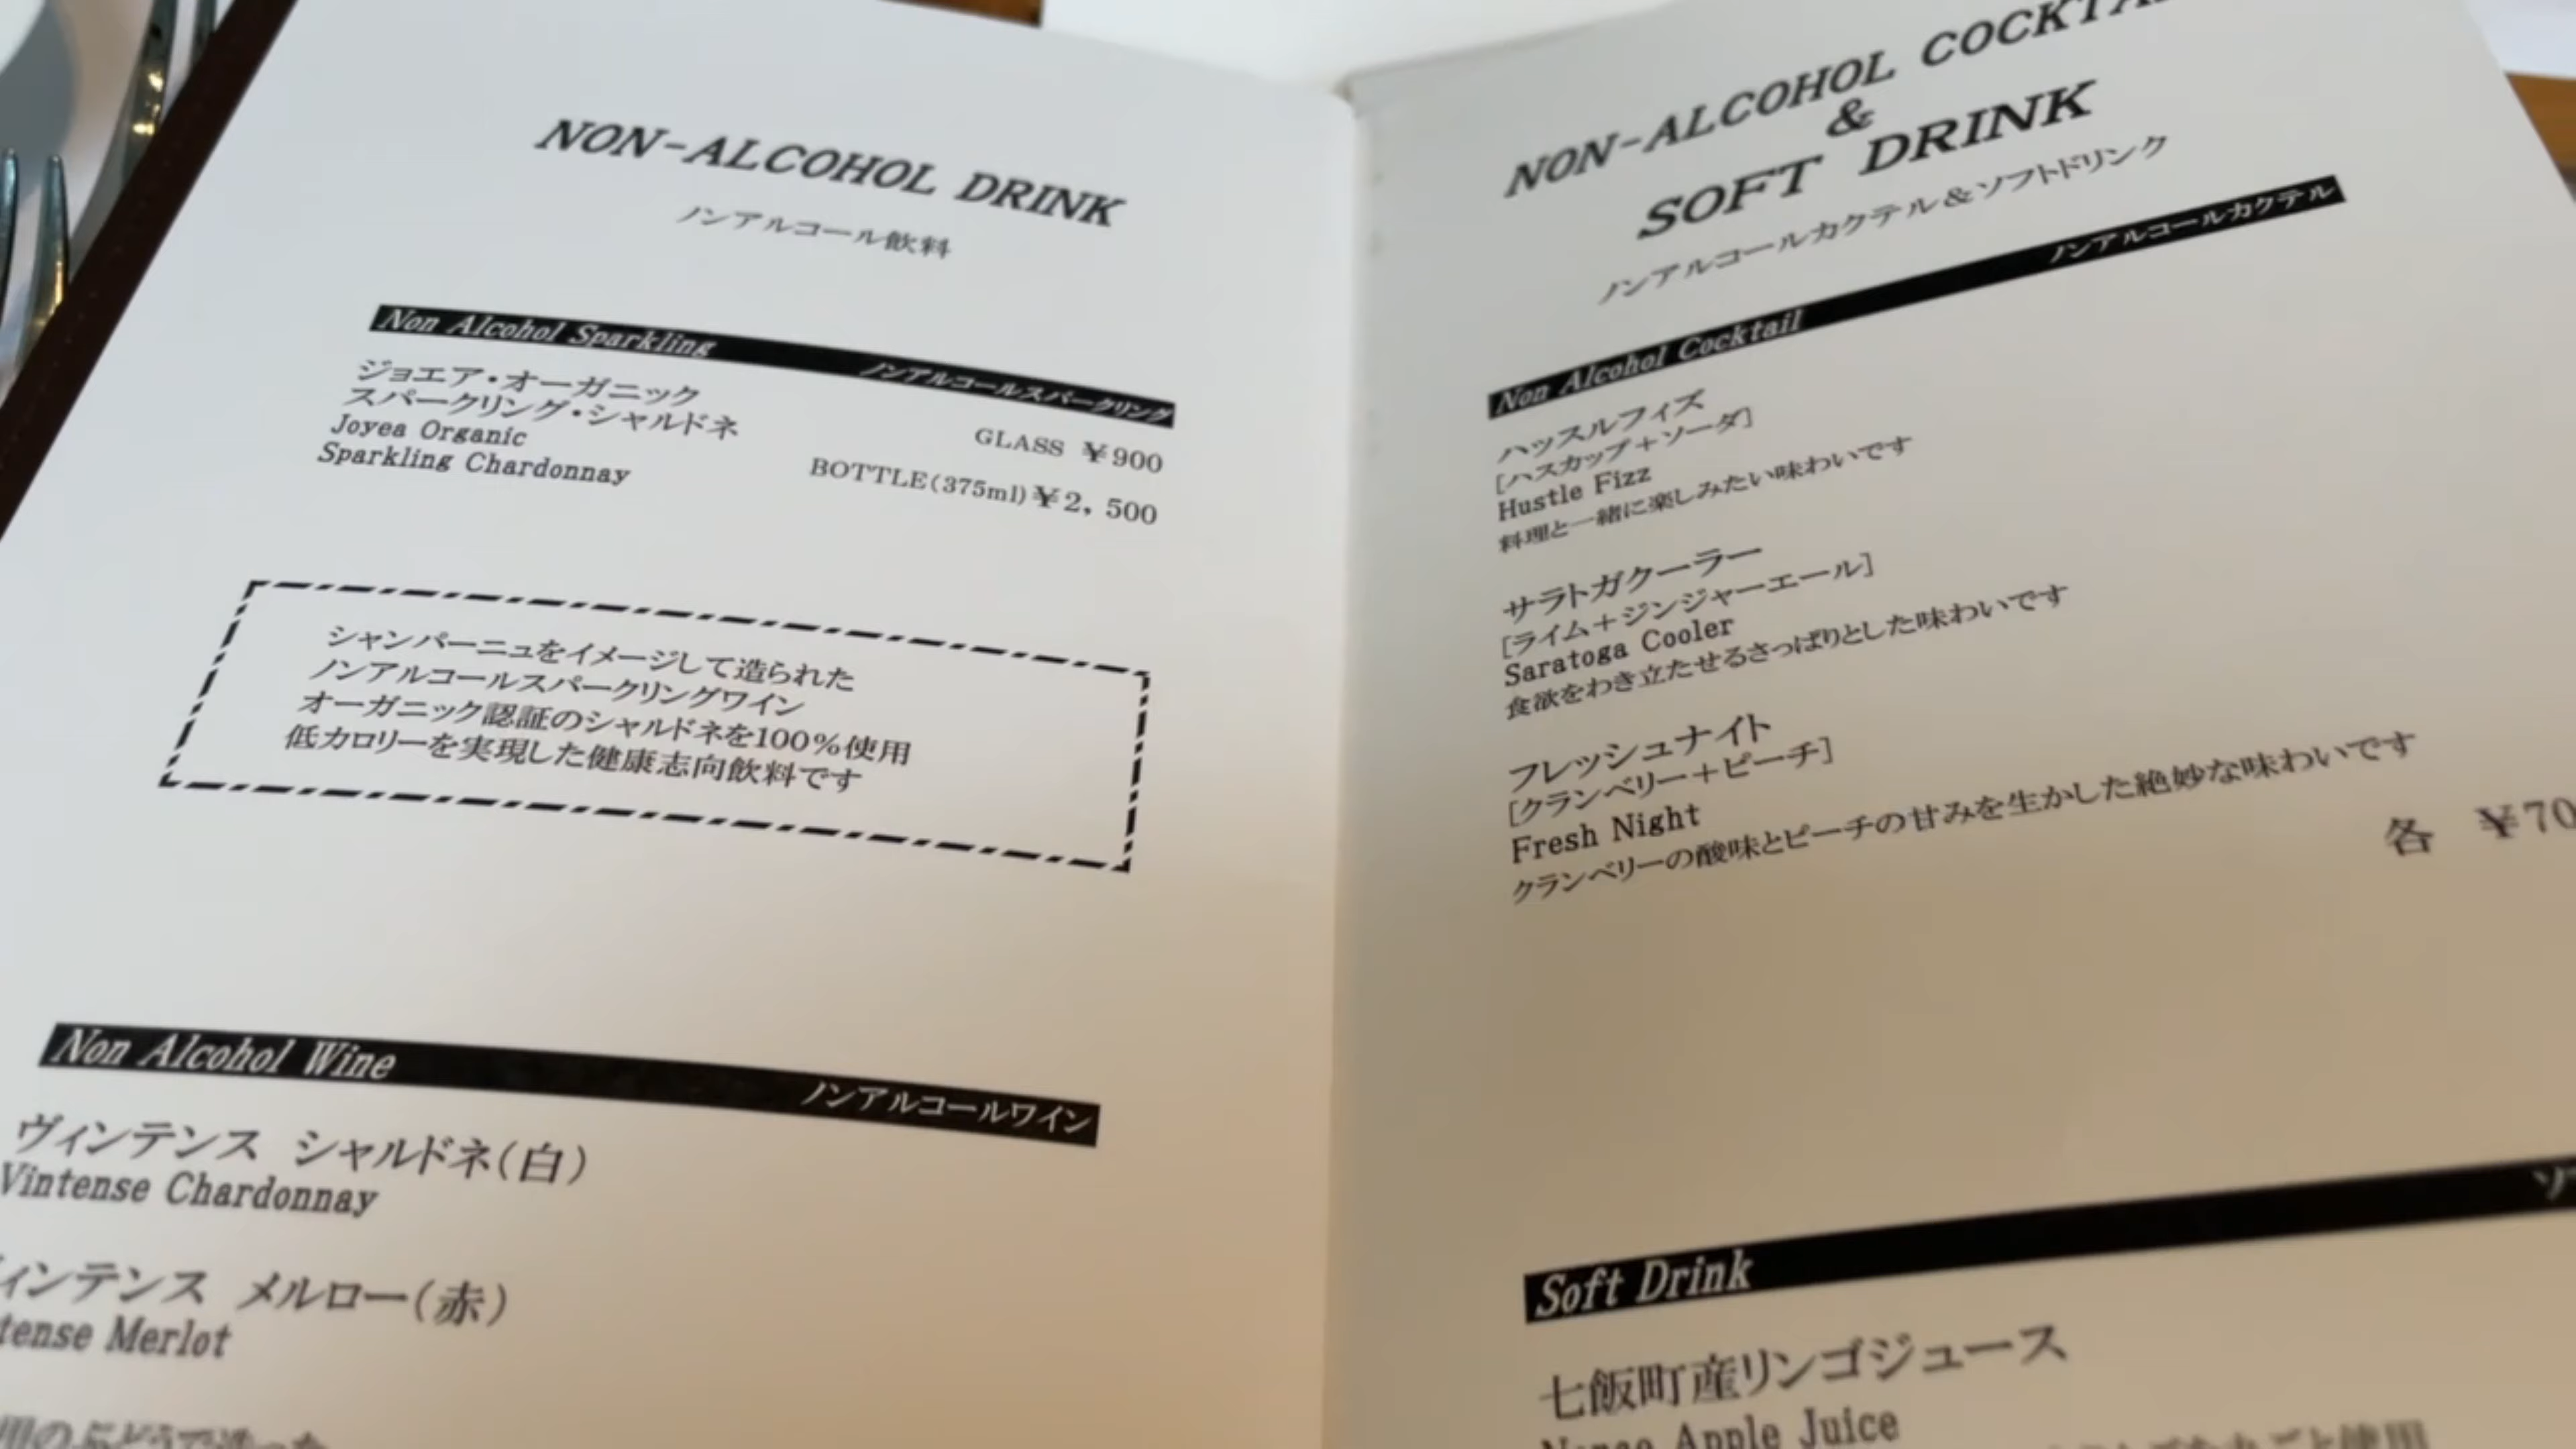 NON-ALCOHOL DRINK
ノンアルコール飲料
Non Alcohol Sparkling ノンアルコールスパークリング
ジョエア・オーガニック
スパークリング・シャルドネ
Joyea Organic
Sparkling Chardonnay
GLASS ¥900
BOTTLE(375ml)¥2,500
シャンパーニュをイメージして造られた
ノンアルコールスパークリングワイン
オーガニック認証のシャルドネを100%使用
低カロリーを実現した健康志向飲料です
Non Alcohol Wine ノンアルコールワイン
ヴィンテンス シャルドネ(白)
Vintense Chardonnay
ィンテンス メルロー(赤)
tense Merlot
NON-ALCOHOL
&
SOFT DRINK
ノンアルコールカクテル&ソフトドリンク
Non Alcohol Cocktail ノンアルコールカクテル
ハッスルフィズ
[ハスカップ+ソーダ]
Hustle Fizz
料理と一緒に楽しみたい味わいです
サラトガクーラー
[ライム+ジンジャーエール]
Saratoga Cooler
食欲をわき立たせるさっぱりとした味わいです
フレッシュナイト
[クランベリー+ピーチ]
Fresh Night
クランベリーの酸味とピーチの甘みを生かした絶妙な味わいです
各 ¥70
Soft Drink
七飯町産リンゴジュース
Apple Juice